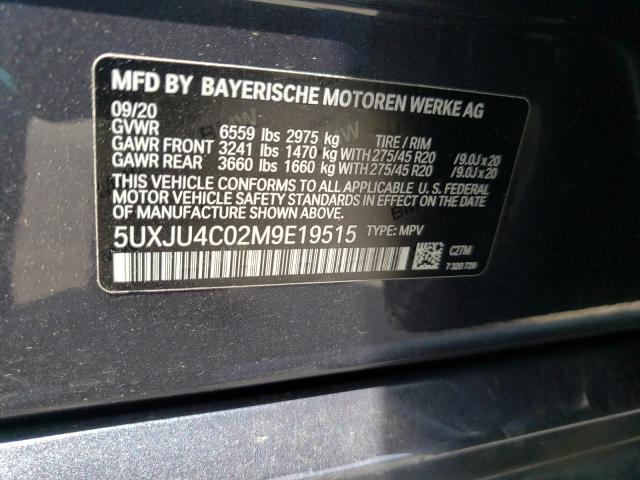 MFD BY BAYERISCHE MOTOREN WERKE AG
09/20
GVWR 6559 lbs 2975 kg TIRE / RIM
GAWR FRONT 3241 lbs 1470 kg WITH 275/45 R20 /9.0J x 20
GAWR REAR 3660 lbs 1660 kg WITH 275/45 R20 /9.0J x 20
THIS VEHICLE CONFORMS TO ALL APPLICABLE U. S. FEDERAL
MOTOR VEHICLE SAFETY STANDARDS IN EFFECT ON THE DATE
OF MANUFACTURE SHOWN ABOVE.
5UXJU4C02M9E19515 TYPE: MPV
C27M
7 320 729